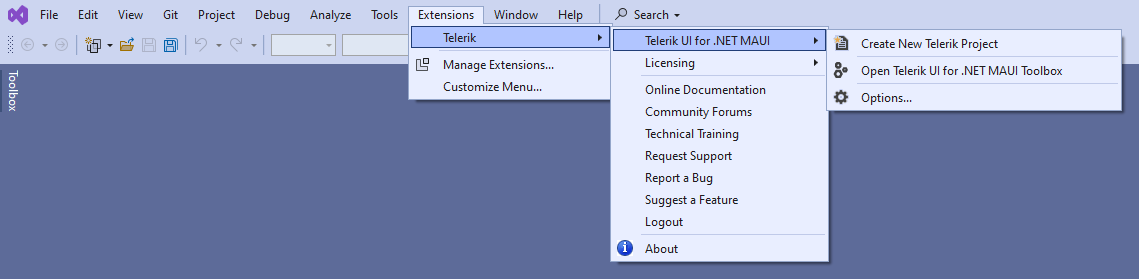 File Edit View Git Project Debug Analyze Tools Extensions Window Help Search
Telerik
Manage Extensions...
Customize Menu...
Telerik UI for .NET MAUI
Licensing
Online Documentation
Community Forums
Technical Training
Request Support
Report a Bug
Suggest a Feature
Logout
About
Create New Telerik Project
Open Telerik UI for .NET MAUI Toolbox
Options...
Toolbox